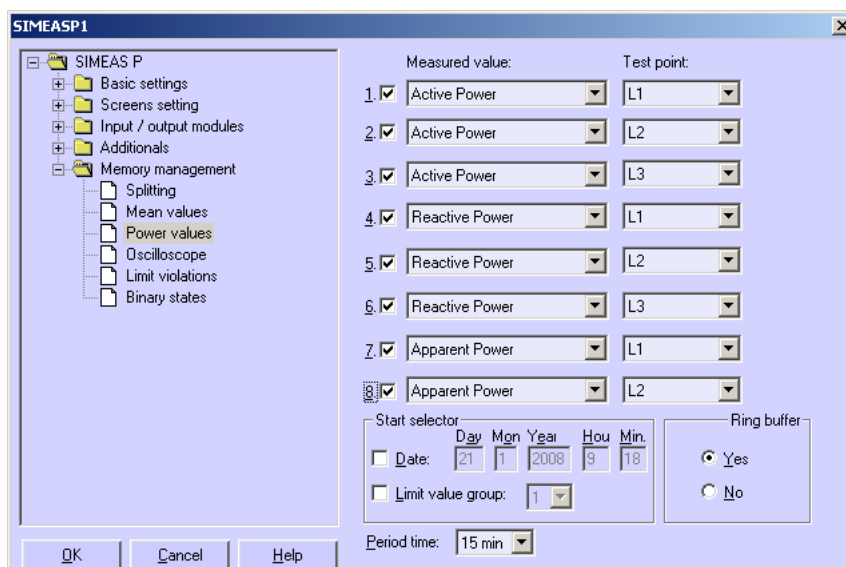 SIMEASP1
SIMEAS P
Basic settings
Screens setting
Input / output modules
Additionals
Memory management
Splitting
Mean values
Power values
Oscilloscope
Limit violations
Binary states
Measured value: Test point:
1. Active Power L1
2. Active Power L2
3. Active Power L3
4. Reactive Power L1
5. Reactive Power L2
6. Reactive Power L3
7. Apparent Power L1
8. Apparent Power L2
Start selector
Day Mon Year Hou Min.
Date: 21 1 2008 9 18
Limit value group: 1
Ring buffer
Yes
No
Period time: 15 min
OK Cancel Help